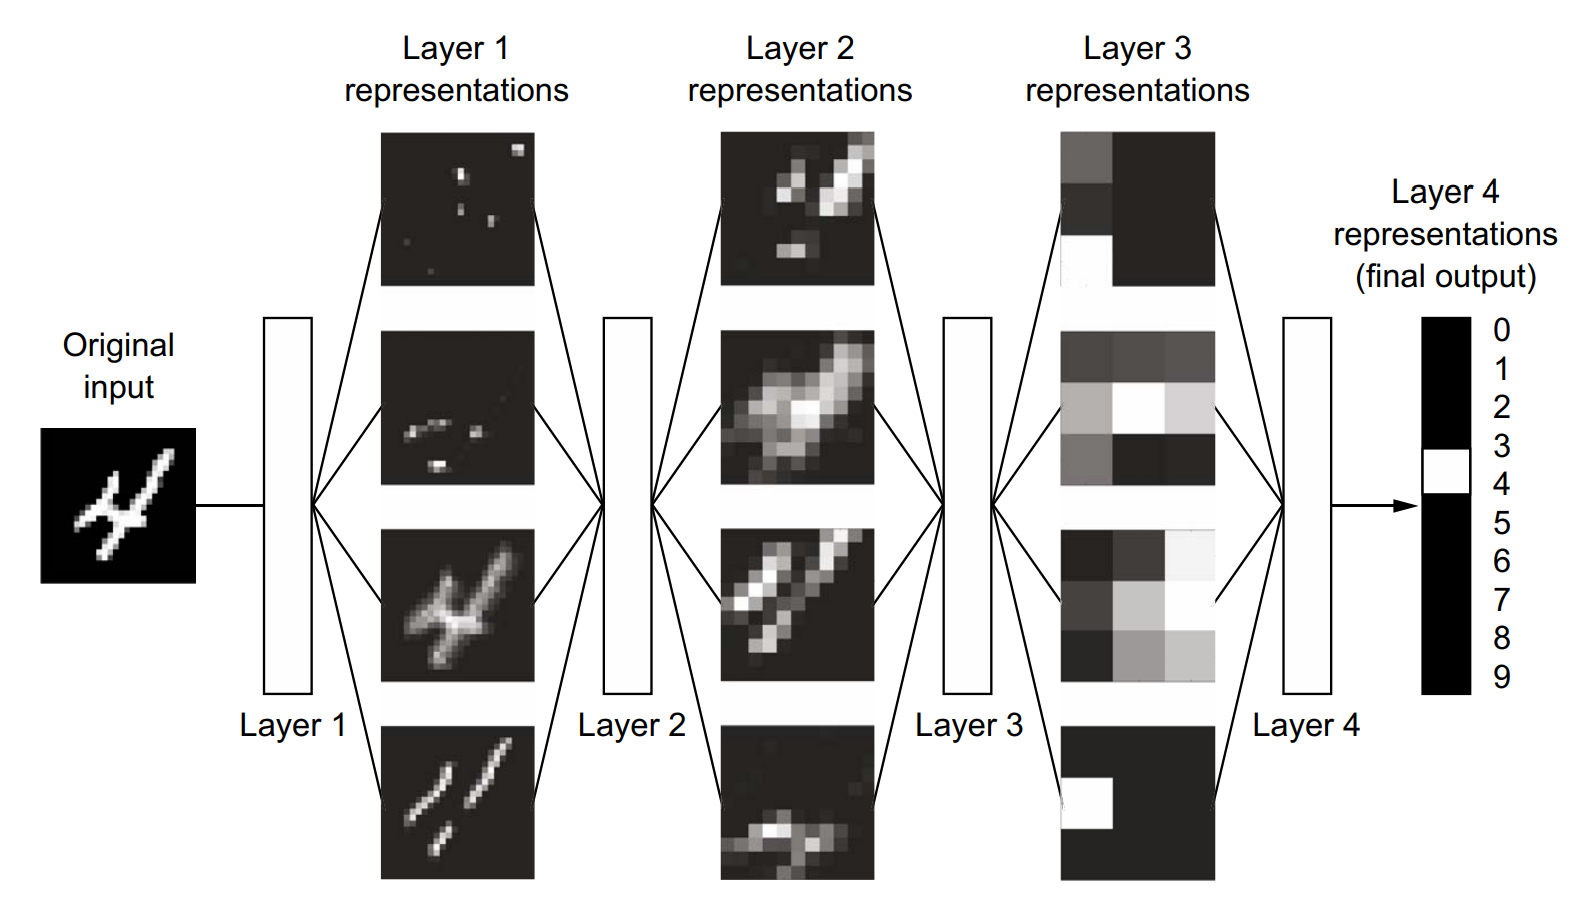 Layer 1
representations
Layer 2
representations
Layer 3
representations
Layer 4
representations
(final output)
Original
input
0
1
2
3
4
5
6
7
8
9
Layer 1
Layer 2
Layer 3
Layer 4